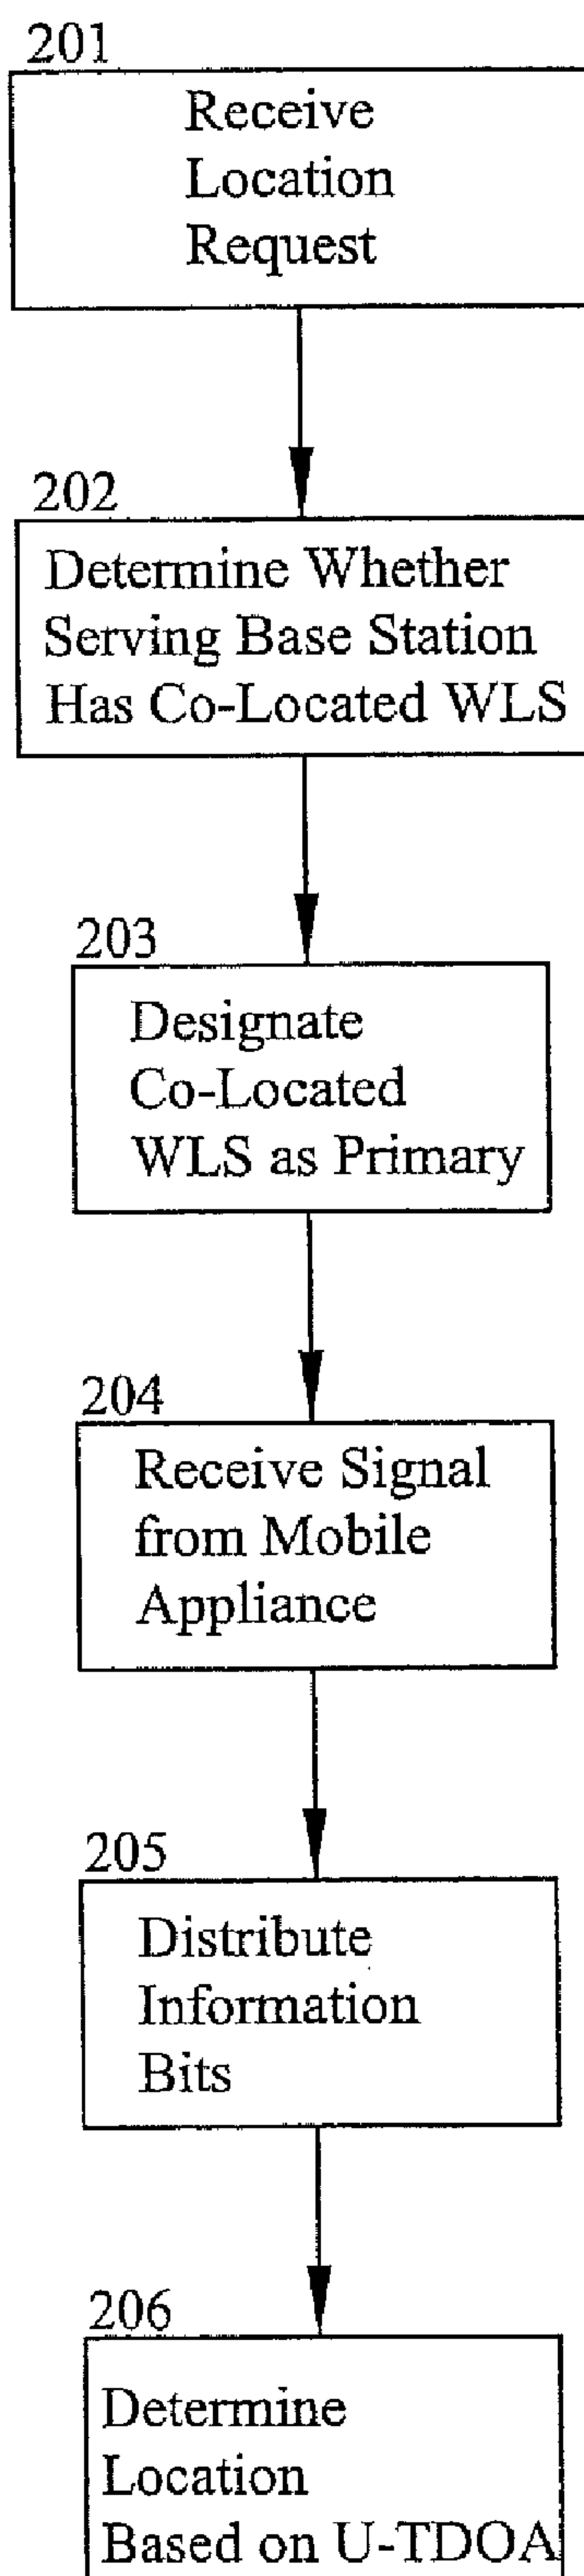 201
Receive
Location
Request
202
Determine Whether
Serving Base Station
Has Co-Located WLS
203
Designate
Co-Located
WLS as Primary
204
Receive Signal
from Mobile
Appliance
205
Distribute
Information
Bits
206
Determine
Location
Based on U-TDOA